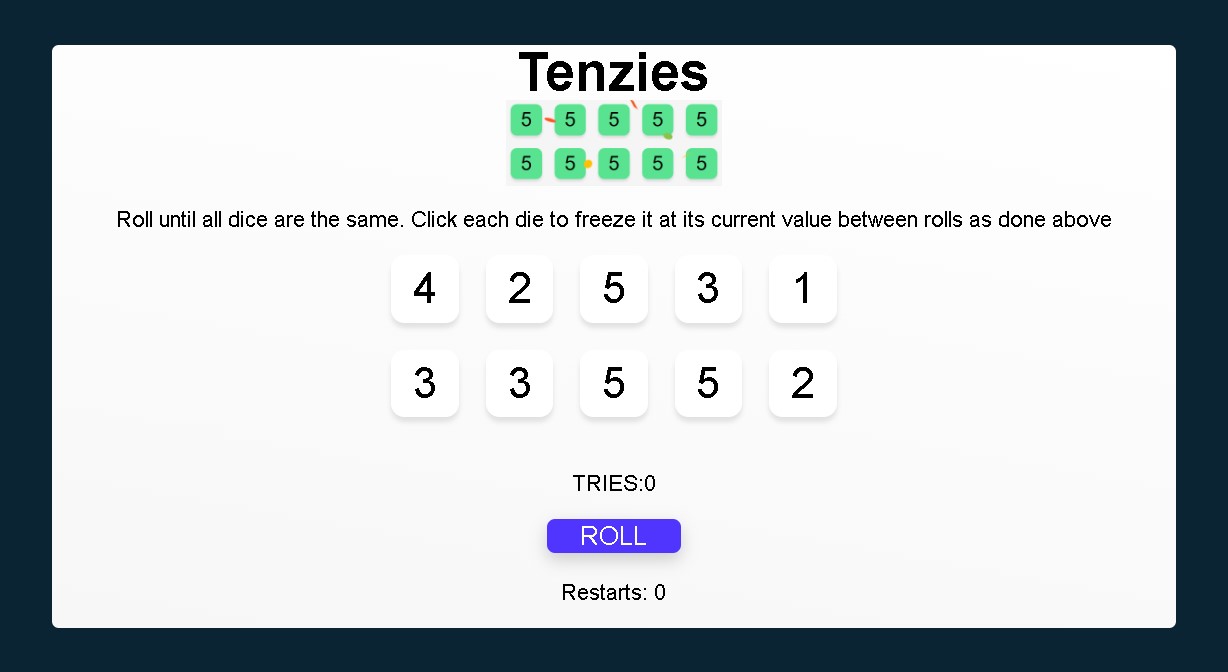 Tenzies
5 5 5 5 5
5 5 5 5 5
Roll until all dice are the same. Click each die to freeze it at its current value between rolls as done above
4 2 5 3 1
3 3 5 5 2
TRIES:0
ROLL
Restarts: 0